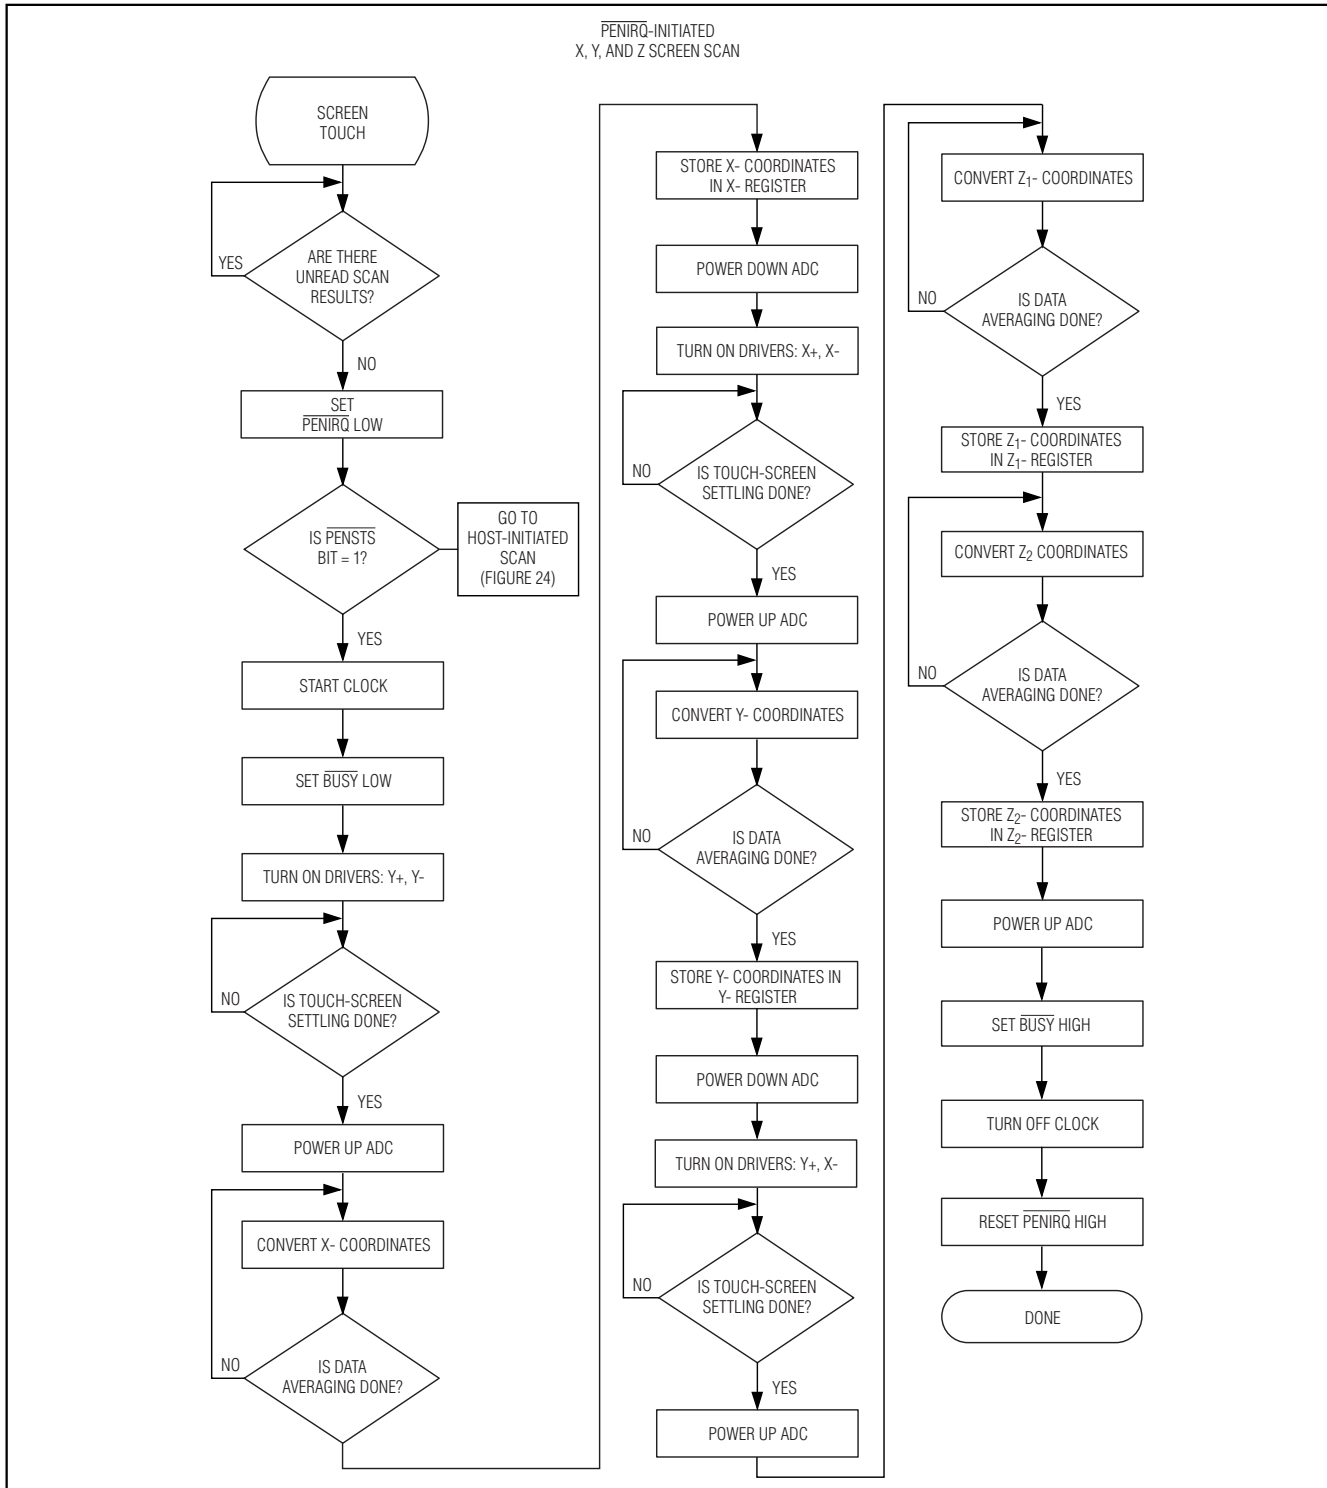 PENIRQ-INITIATED
X, Y, AND Z SCREEN SCAN
SCREEN
TOUCH
ARE THERE
UNREAD SCAN
RESULTS?
YES
NO
SET
PENIRQ LOW
IS PENSTS
BIT = 1?
GO TO
HOST-INITIATED
SCAN
(FIGURE 24)
YES
START CLOCK
SET BUSY LOW
TURN ON DRIVERS: Y+, Y-
IS TOUCH-SCREEN
SETTLING DONE?
NO
YES
POWER UP ADC
CONVERT X- COORDINATES
IS DATA
AVERAGING DONE?
NO
STORE X- COORDINATES
IN X- REGISTER
POWER DOWN ADC
TURN ON DRIVERS: X+, X-
IS TOUCH-SCREEN
SETTLING DONE?
NO
YES
POWER UP ADC
CONVERT Y- COORDINATES
IS DATA
AVERAGING DONE?
NO
YES
STORE Y- COORDINATES IN
Y- REGISTER
POWER DOWN ADC
TURN ON DRIVERS: Y+, X-
IS TOUCH-SCREEN
SETTLING DONE?
NO
YES
POWER UP ADC
CONVERT Z1- COORDINATES
IS DATA
AVERAGING DONE?
NO
YES
STORE Z1- COORDINATES
IN Z1- REGISTER
CONVERT Z2 COORDINATES
IS DATA
AVERAGING DONE?
NO
YES
STORE Z2- COORDINATES
IN Z2- REGISTER
POWER UP ADC
SET BUSY HIGH
TURN OFF CLOCK
RESET PENIRQ HIGH
DONE